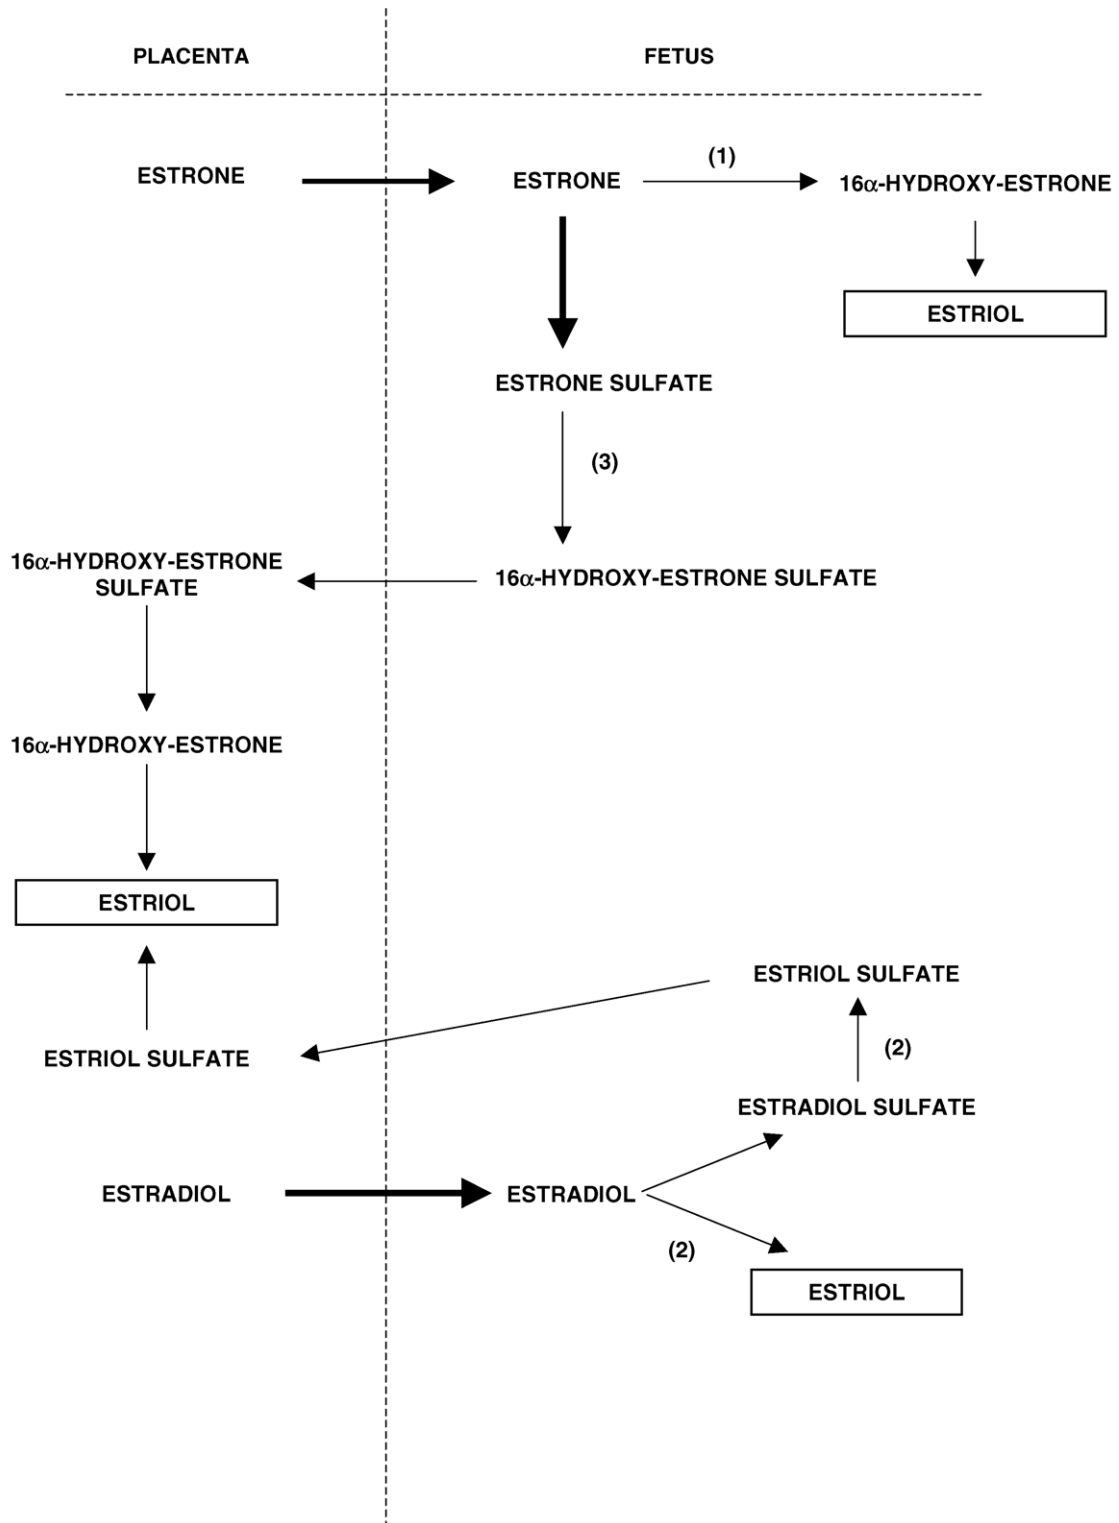 PLACENTA
FETUS
ESTRONE
ESTRONE
(1)
16α-HYDROXY-ESTRONE
ESTRIOL
ESTRONE SULFATE
(3)
16α-HYDROXY-ESTRONE
SULFATE
16α-HYDROXY-ESTRONE SULFATE
16α-HYDROXY-ESTRONE
ESTRIOL
ESTRIOL SULFATE
ESTRIOL SULFATE
(2)
ESTRADIOL SULFATE
ESTRADIOL
ESTRADIOL
(2)
ESTRIOL